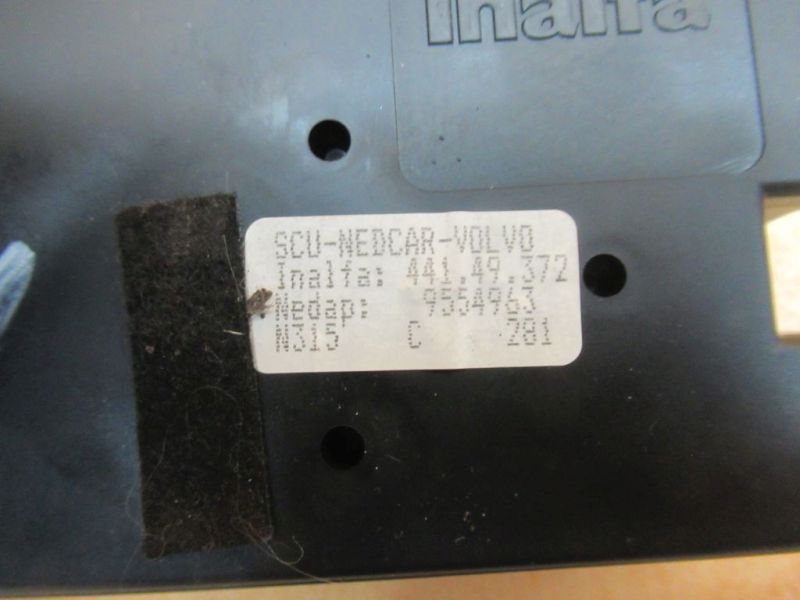 Inalfa
SCU-NEDCAR-VOLVO
Inalfa: 441.49.372
Nedap: 9554963
N315 C 281